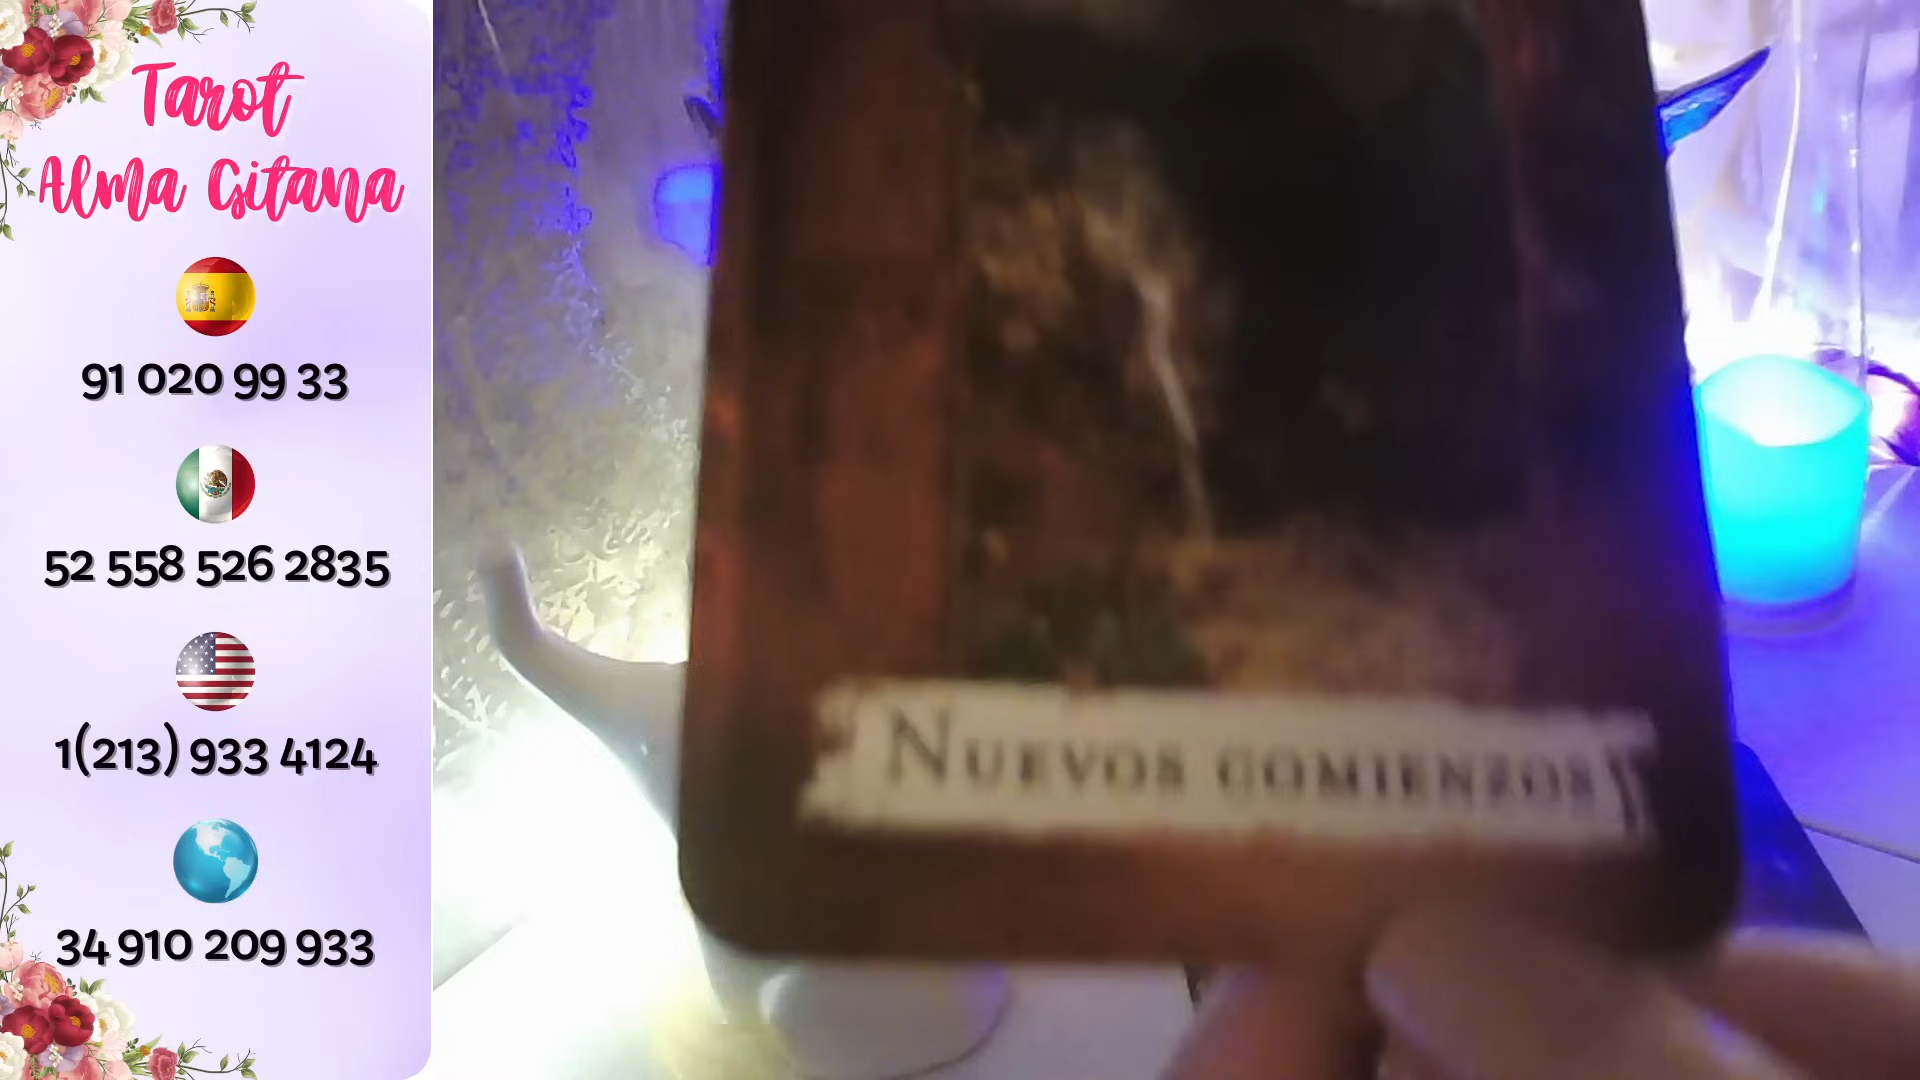 Tarot
Alma Gitana
91 020 99 33
52 558 526 2835
1(213) 933 4124
34 910 209 933
Nuevos comienzos